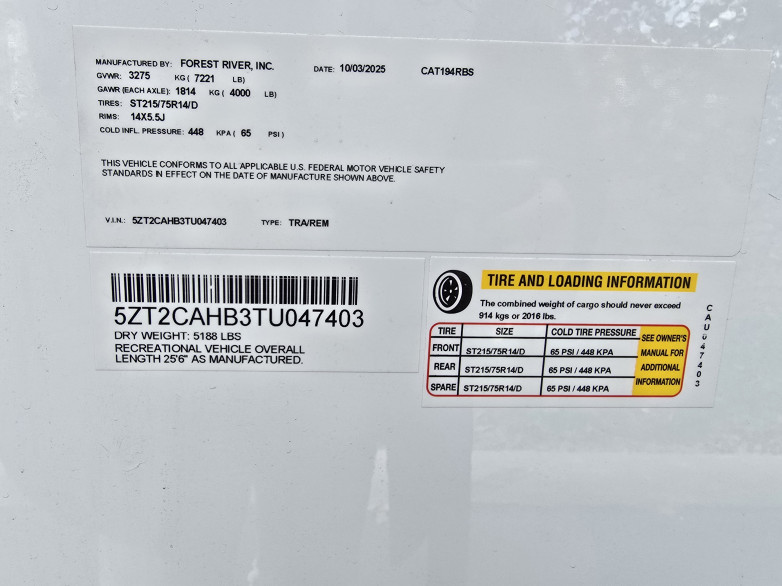 MANUFACTURED BY: FOREST RIVER, INC. DATE: 10/03/2025 CAT194RBS
GVWR: 3275 KG ( 7221 LB)
GAWR (EACH AXLE): 1814 KG ( 4000 LB)
TIRES: ST215/75R14/D
RIMS: 14X5.5J
COLD INFL. PRESSURE: 448 KPA ( 65 PSI)
THIS VEHICLE CONFORMS TO ALL APPLICABLE U.S. FEDERAL MOTOR VEHICLE SAFETY
STANDARDS IN EFFECT ON THE DATE OF MANUFACTURE SHOWN ABOVE.
V.I.N.: 5ZT2CAHB3TU047403 TYPE: TRA/REM
5ZT2CAHB3TU047403
DRY WEIGHT: 5188 LBS
RECREATIONAL VEHICLE OVERALL
LENGTH 25'6" AS MANUFACTURED.
TIRE AND LOADING INFORMATION
The combined weight of cargo should never exceed
914 kgs or 2016 lbs.
TIRE SIZE COLD TIRE PRESSURE
FRONT ST215/75R14/D 65 PSI / 448 KPA
REAR ST215/75R14/D 65 PSI / 448 KPA
SPARE ST215/75R14/D 65 PSI / 448 KPA
SEE OWNER'S
MANUAL FOR
ADDITIONAL
INFORMATION
CAU047403